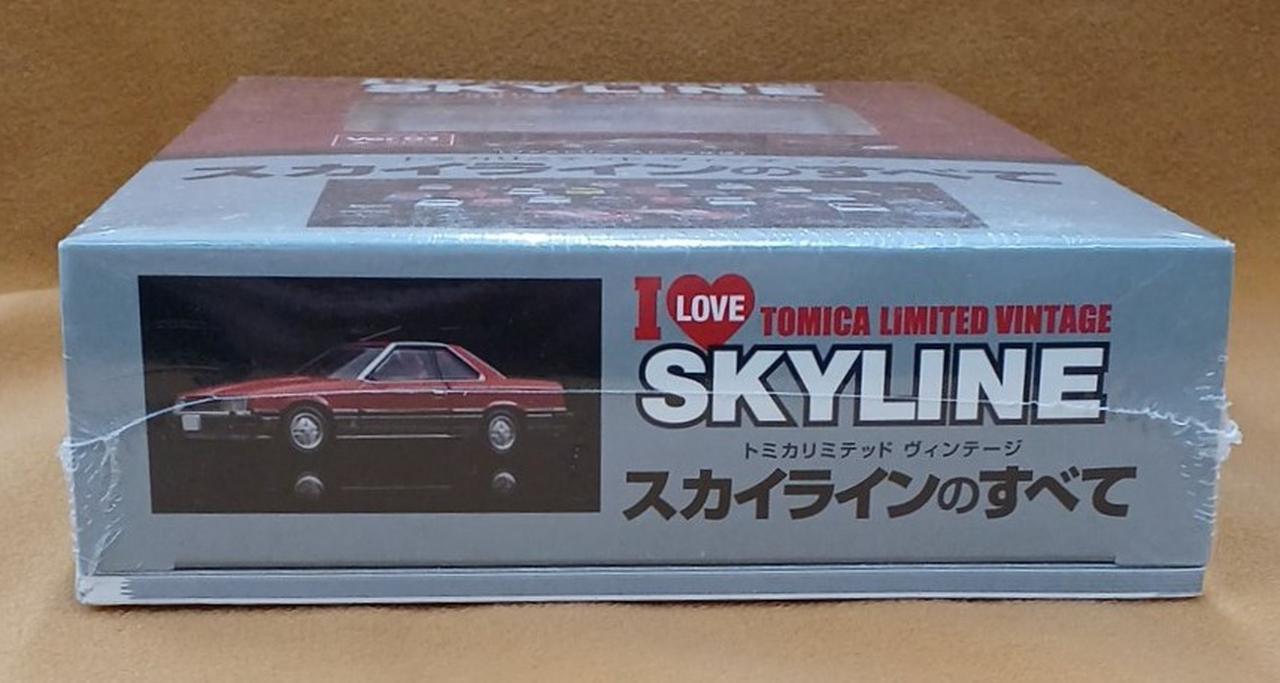 SKYLINE
Vol.01
スカイラインのすべて
I LOVE TOMICA LIMITED VINTAGE
SKYLINE
トミカリミテッド ヴィンテージ
スカイラインのすべて